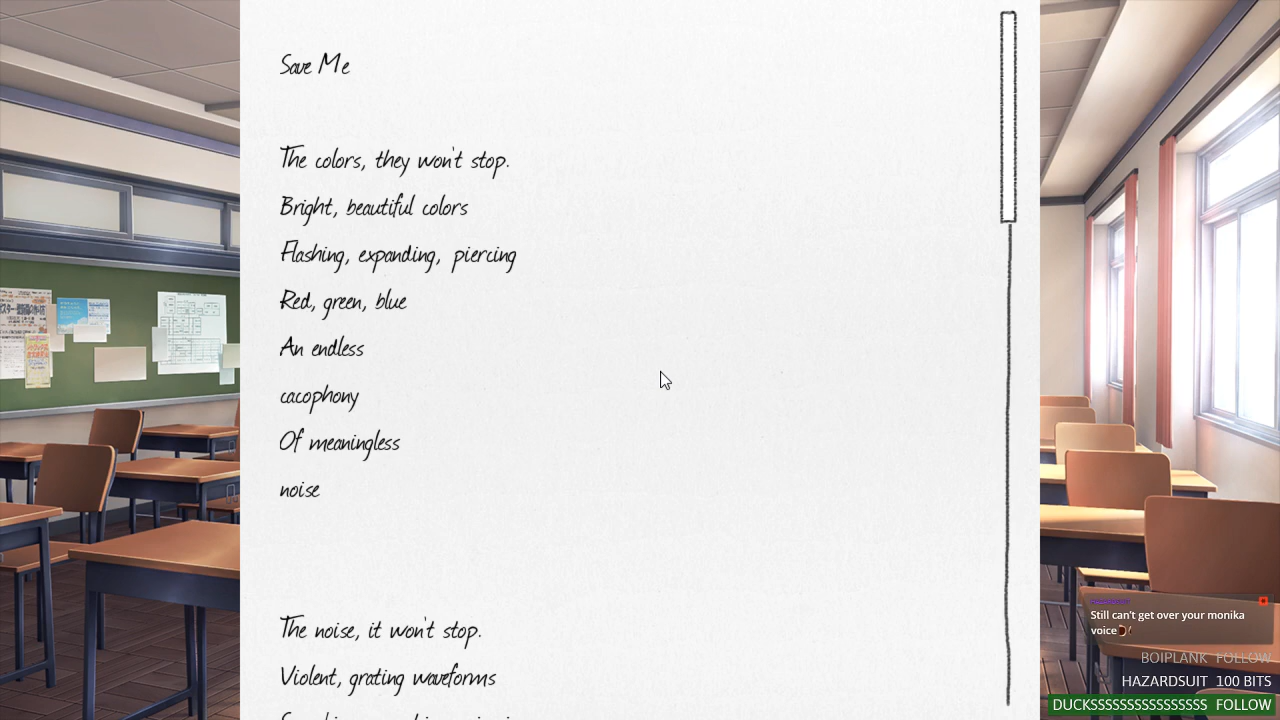 Save Me
The colors, they won't stop.
Bright, beautiful colors
Flashing, expanding, piercing
Red, green, blue
An endless
cacophony
Of meaningless
noise
The noise, it won't stop.
Violent, grating waveforms
Still can't get over your monika
voice
BOIPLANK FOLLOW
HAZARDSUIT 100 BITS
DUCKSSSSSSSSSSSSSSSS FOLLOW